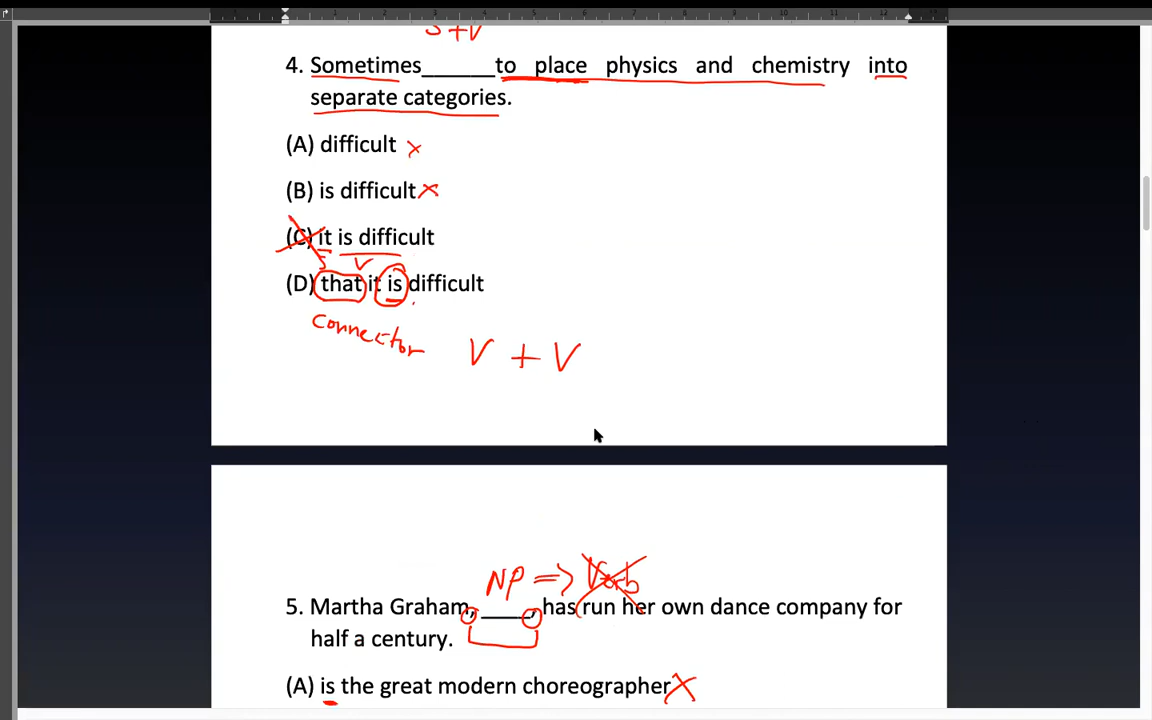 S+V
4. Sometimes______to place physics and chemistry into
separate categories.
(A) difficult x
(B) is difficult x
(C) it is difficult
S V
(D) that it is difficult
connector
V + V
NP => Verb
5. Martha Graham, ____, has run her own dance company for
half a century.
(A) is the great modern choreographer X